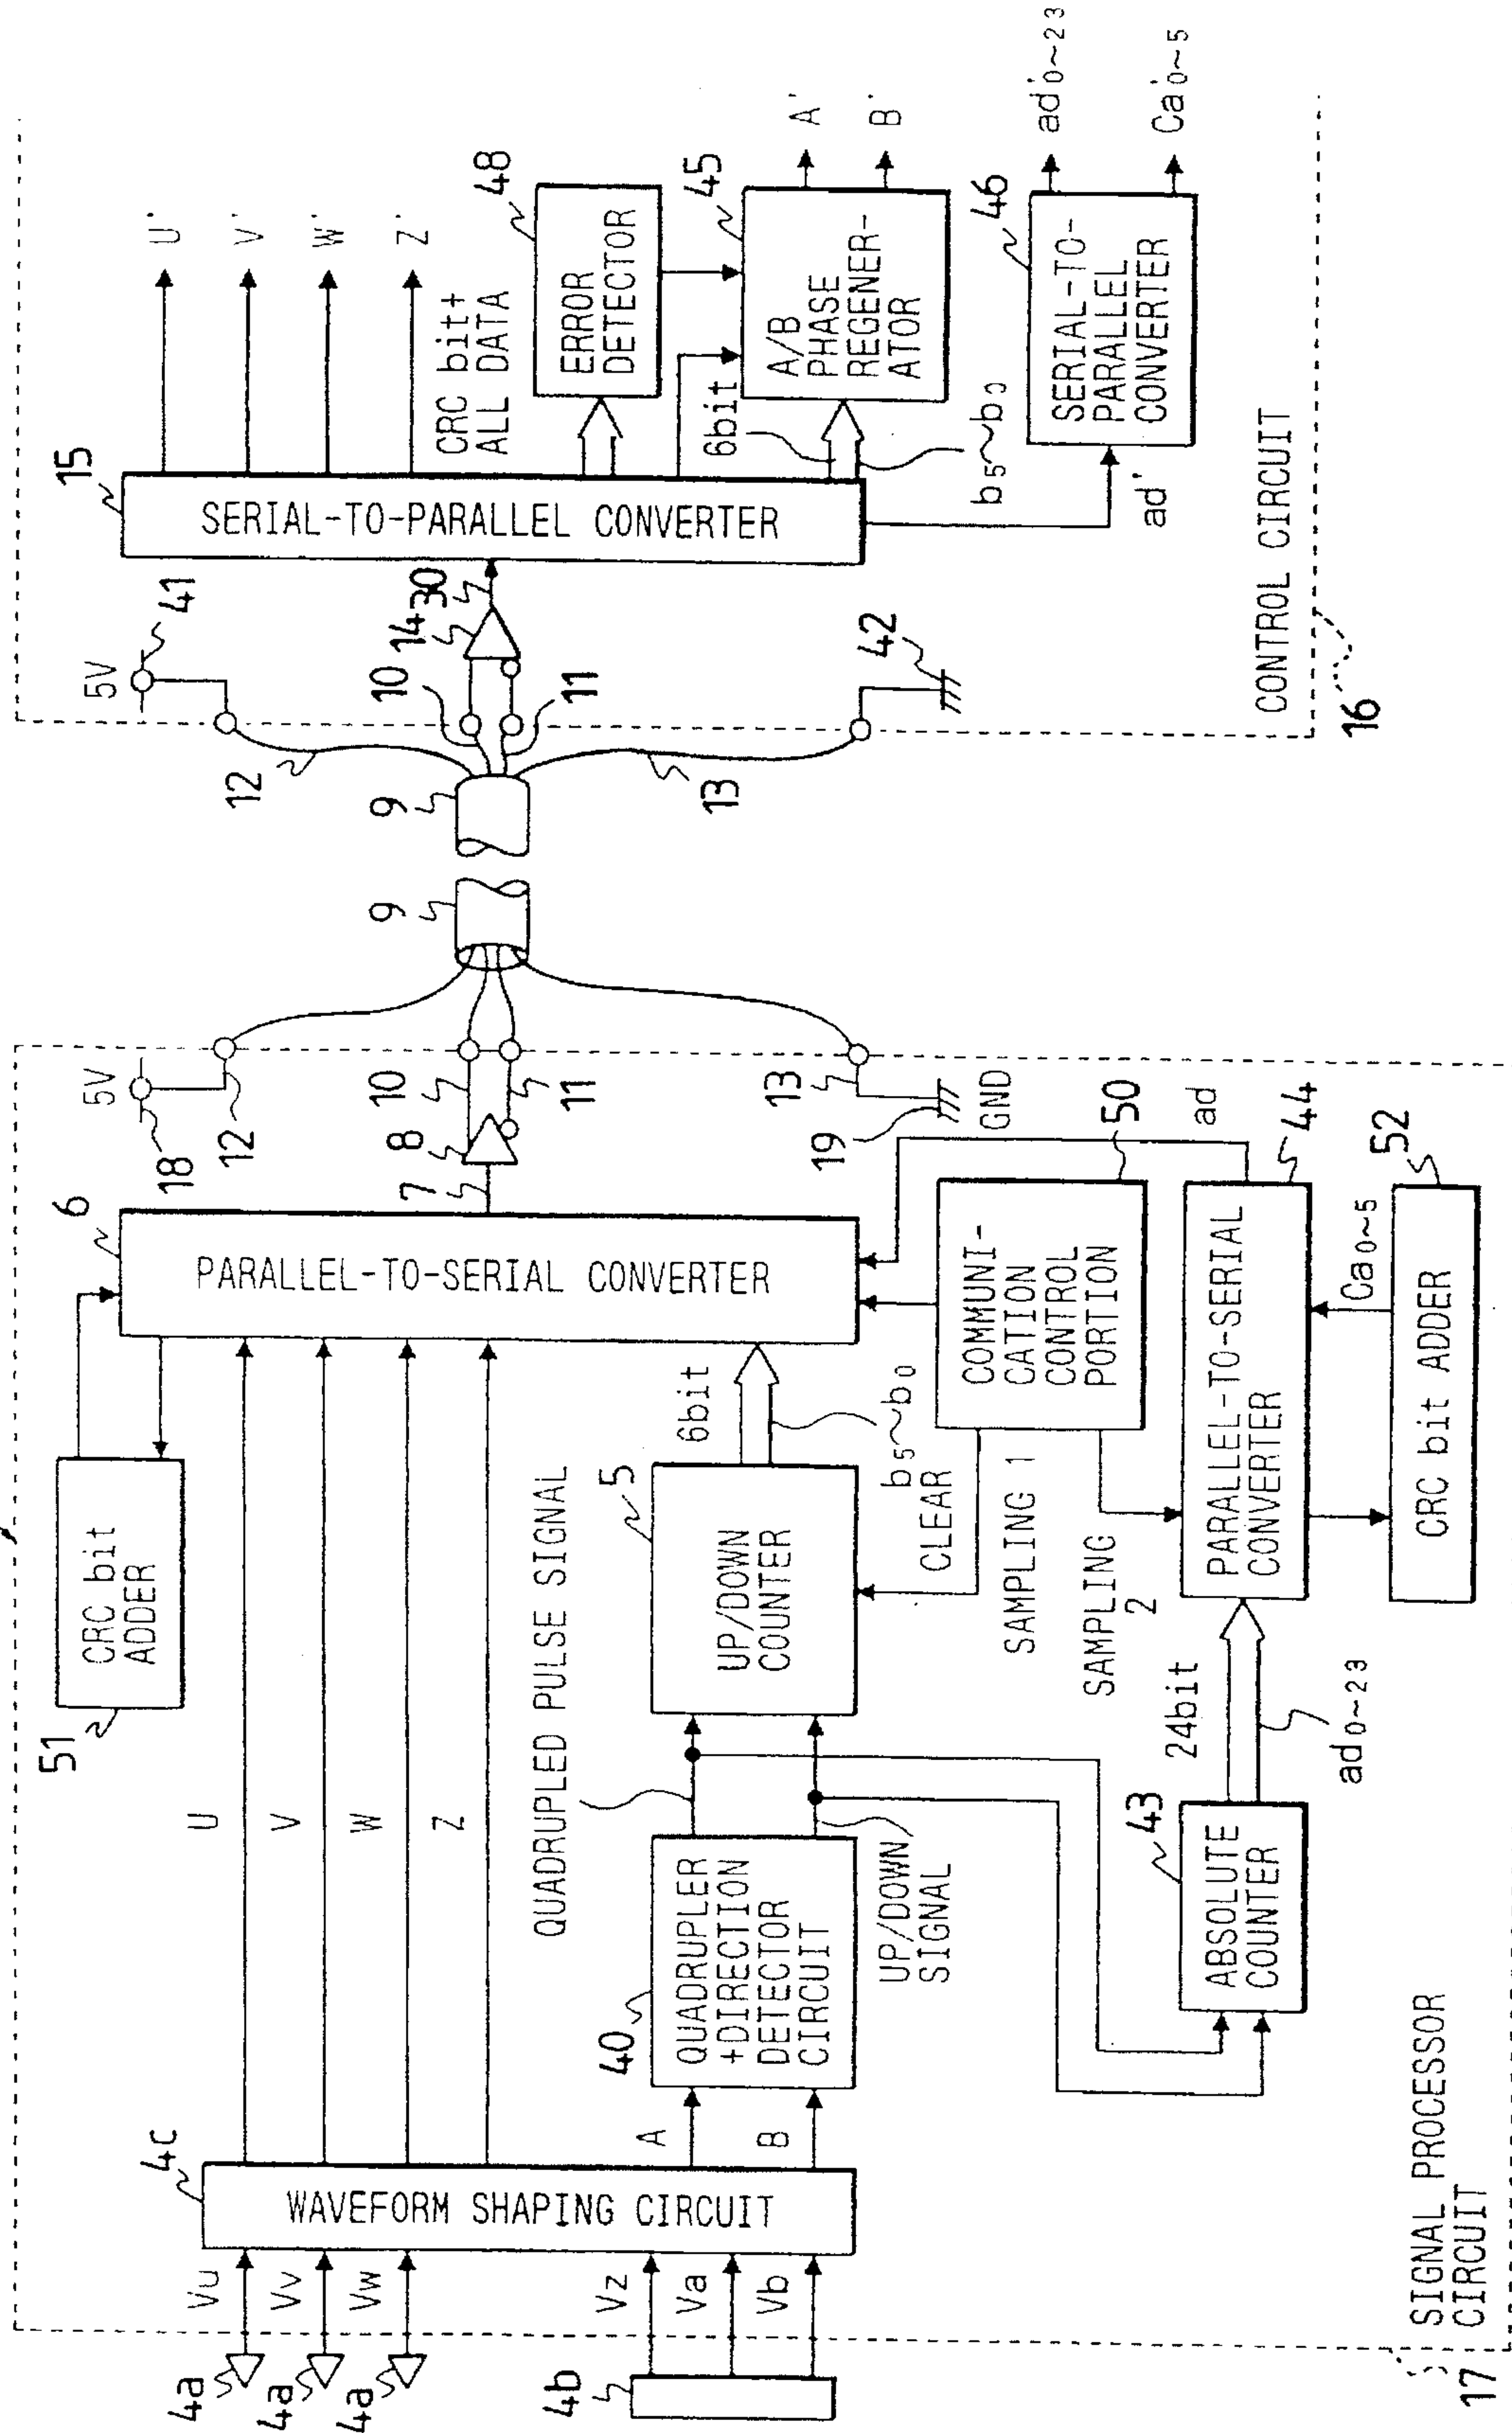 4a
4a
4a
4b
Vu
Vv
Vw
Vz
Va
Vb
4c
WAVEFORM SHAPING CIRCUIT
U
V
W
Z
A
B
51
CRC bit
ADDER
QUADRUPLED PULSE SIGNAL
40
QUADRUPLER
+DIRECTION
DETECTOR
CIRCUIT
UP/DOWN
SIGNAL
5
UP/DOWN
COUNTER
6bit
b5~b0
CLEAR
SAMPLING 1
SAMPLING
2
43
ABSOLUTE
COUNTER
24bit
ad0~23
6
PARALLEL-TO-SERIAL CONVERTER
50
COMMUNI-
CATION
CONTROL
PORTION
44
PARALLEL-TO-SERIAL
CONVERTER
ad
Ca0~5
52
CRC bit ADDER
SIGNAL PROCESSOR
CIRCUIT
17
7
8
10
11
5V
18
12
13
19
GND
9
9
12
13
10
11
5V
41
14
30
42
15
SERIAL-TO-PARALLEL CONVERTER
U'
V'
W'
Z'
CRC bit+
ALL DATA
48
ERROR
DETECTOR
6bit
b5~b0
45
A/B
PHASE
REGENER-
ATOR
A'
B'
ad'
46
SERIAL-TO-
PARALLEL
CONVERTER
ad'0~23
Ca'0~5
CONTROL CIRCUIT
16